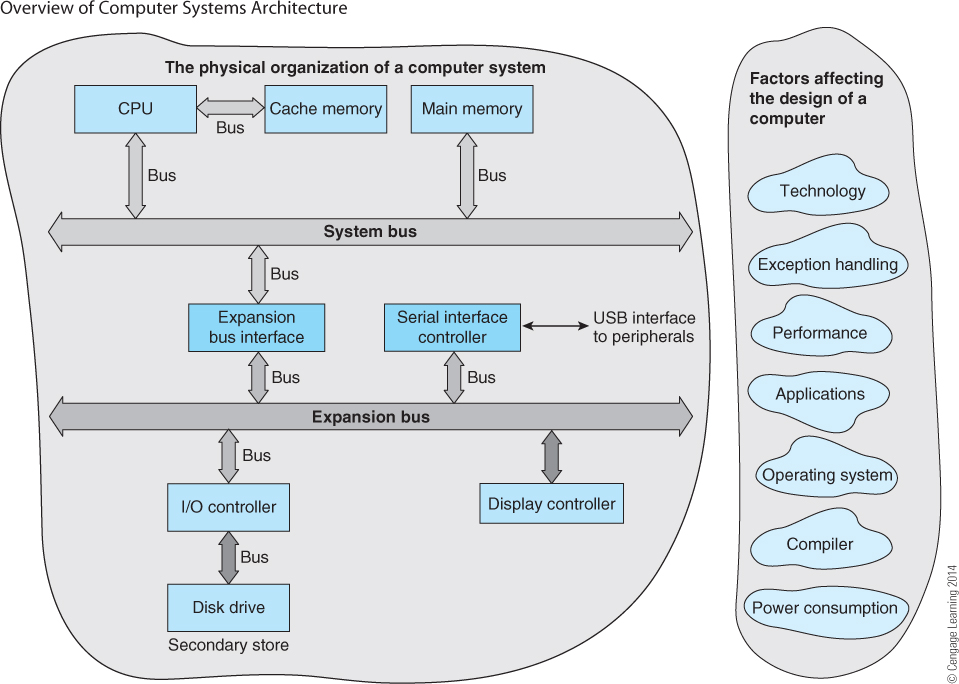 Overview of Computer Systems Architecture
The physical organization of a computer system
CPU
Bus
Cache memory
Main memory
Bus
Bus
System bus
Bus
Expansion
bus interface
Serial interface
controller
USB interface
to peripherals
Bus
Bus
Expansion bus
Bus
I/O controller
Display controller
Bus
Disk drive
Secondary store
Factors affecting
the design of a
computer
Technology
Exception handling
Performance
Applications
Operating system
Compiler
Power consumption
© Cengage Learning 2014